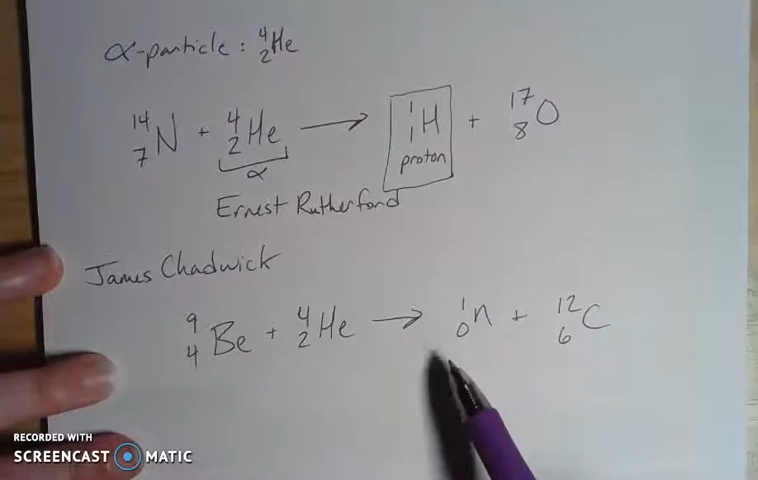 α-particle : ⁴₂He
¹⁴₇N + ⁴₂He ⟶ ¹₁H + ¹⁷₈O
α
proton
Ernest Rutherford
James Chadwick
⁹₄Be + ⁴₂He ⟶ ¹₀n + ¹²₆C
RECORDED WITH
SCREENCAST MATIC